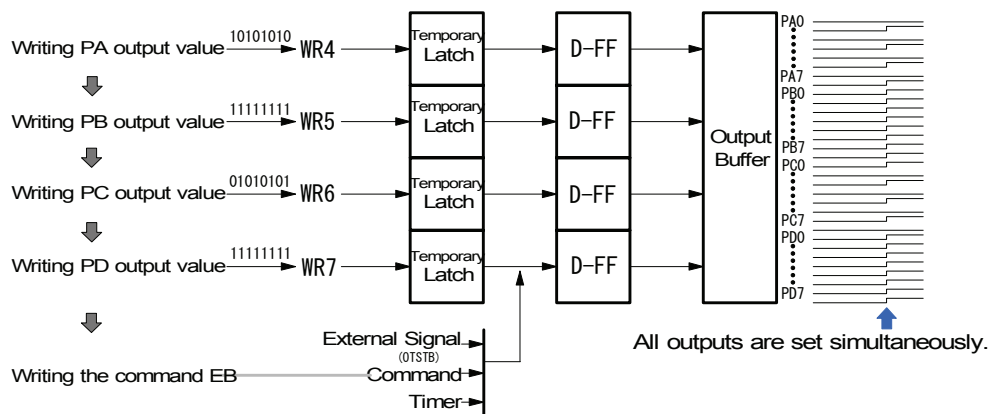 Writing PA output value 10101010 WR4 Temporary Latch D-FF
Writing PB output value 11111111 WR5 Temporary Latch D-FF
Writing PC output value 01010101 WR6 Temporary Latch D-FF
Writing PD output value 11111111 WR7 Temporary Latch D-FF
Output
Buffer
PA0
PA7
PB0
PB7
PC0
PC7
PD0
PD7
All outputs are set simultaneously.
External Signal
(OTSTB)
Writing the command EB Command
Timer